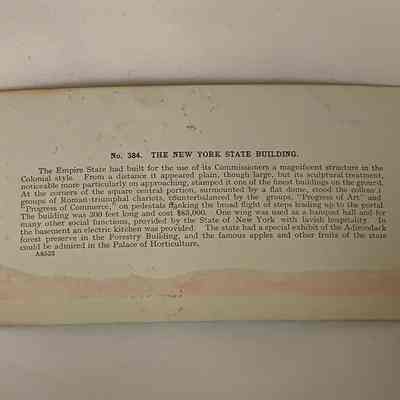 No. 384. THE NEW YORK STATE BUILDING.
The Empire State had built for the use of its Commissioners a magnificent structure in the
Colonial style. From a distance it appeared plain, though large, but its sculptural treatment,
noticeable more particularly on approaching, stamped it one of the finest buildings on the ground.
At the corners of the square central portion, surmounted by a flat dome, stood the colossal
groups of Roman triumphal chariots, counterbalanced by the groups, "Progress of Art" and
"Progress of Commerce," on pedestals flanking the broad flight of steps leading up to the portal
The building was 300 feet long and cost $63,000. One wing was used as a banquet hall and for
many other social functions, provided by the State of New York with lavish hospitality. In
the basement an electric kitchen was provided. The state had a special exhibit of the Adirondack
forest preserve in the Forestry Building, and the famous apples and other fruits of the state
could be admired in the Palace of Horticulture.